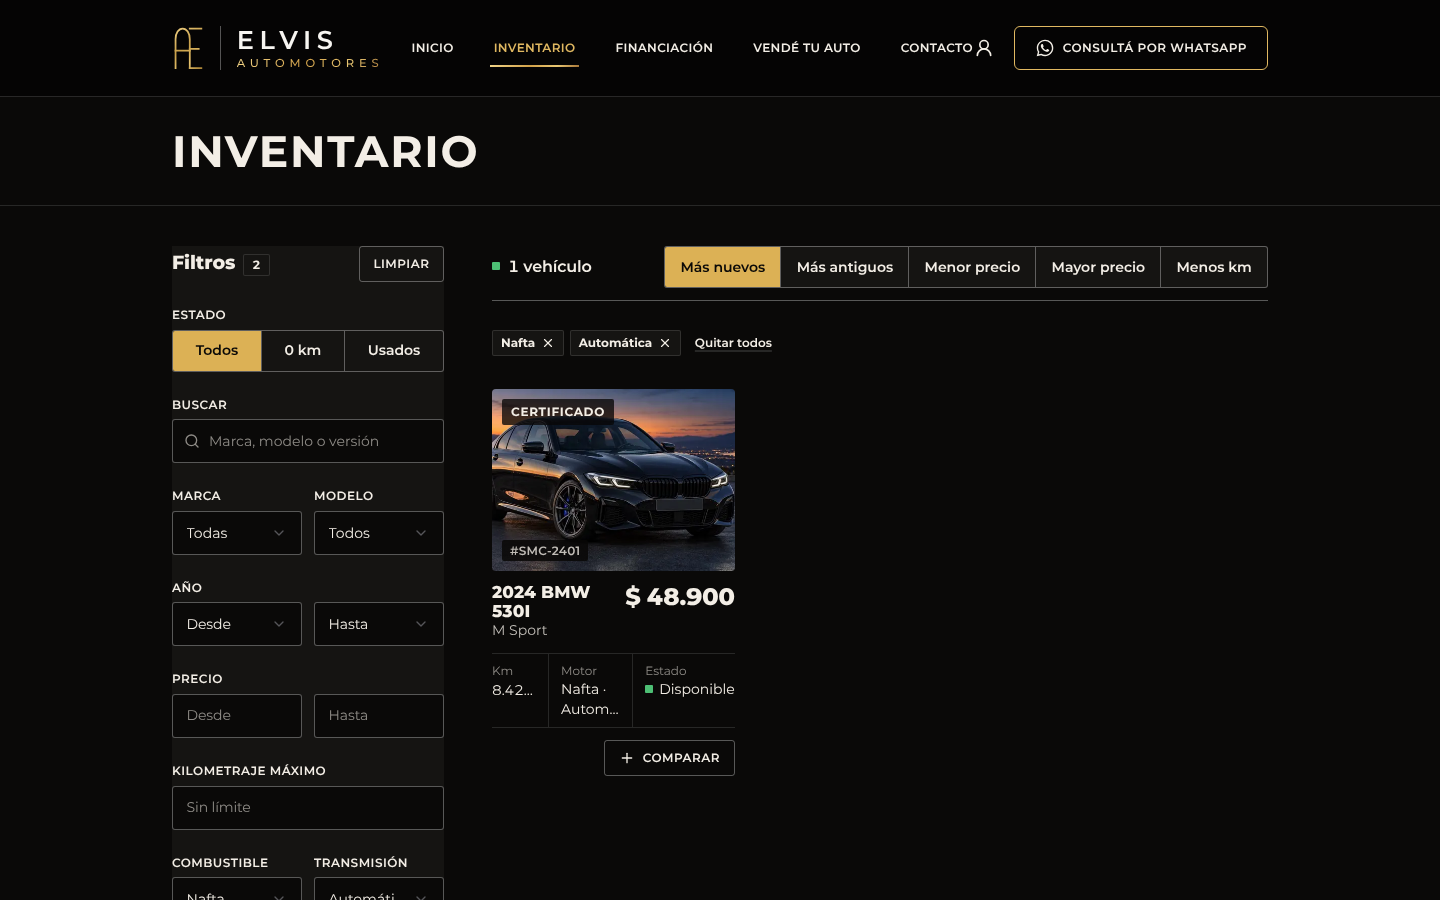 ELVIS
AUTOMOTORES
INICIO
INVENTARIO
FINANCIACIÓN
VENDÉ TU AUTO
CONTACTO
CONSULTÁ POR WHATSAPP
INVENTARIO
Filtros 2
LIMPIAR
ESTADO
Todos
0 km
Usados
BUSCAR
Marca, modelo o versión
MARCA
MODELO
Todas
Todos
AÑO
Desde
Hasta
PRECIO
Desde
Hasta
KILOMETRAJE MÁXIMO
Sin límite
COMBUSTIBLE
TRANSMISIÓN
Nafta
Automáti
1 vehículo
Más nuevos
Más antiguos
Menor precio
Mayor precio
Menos km
Nafta
Automática
Quitar todos
CERTIFICADO
#SMC-2401
2024 BMW
530I
$ 48.900
M Sport
Km
8.42...
Motor
Nafta ·
Autom...
Estado
Disponible
COMPARAR